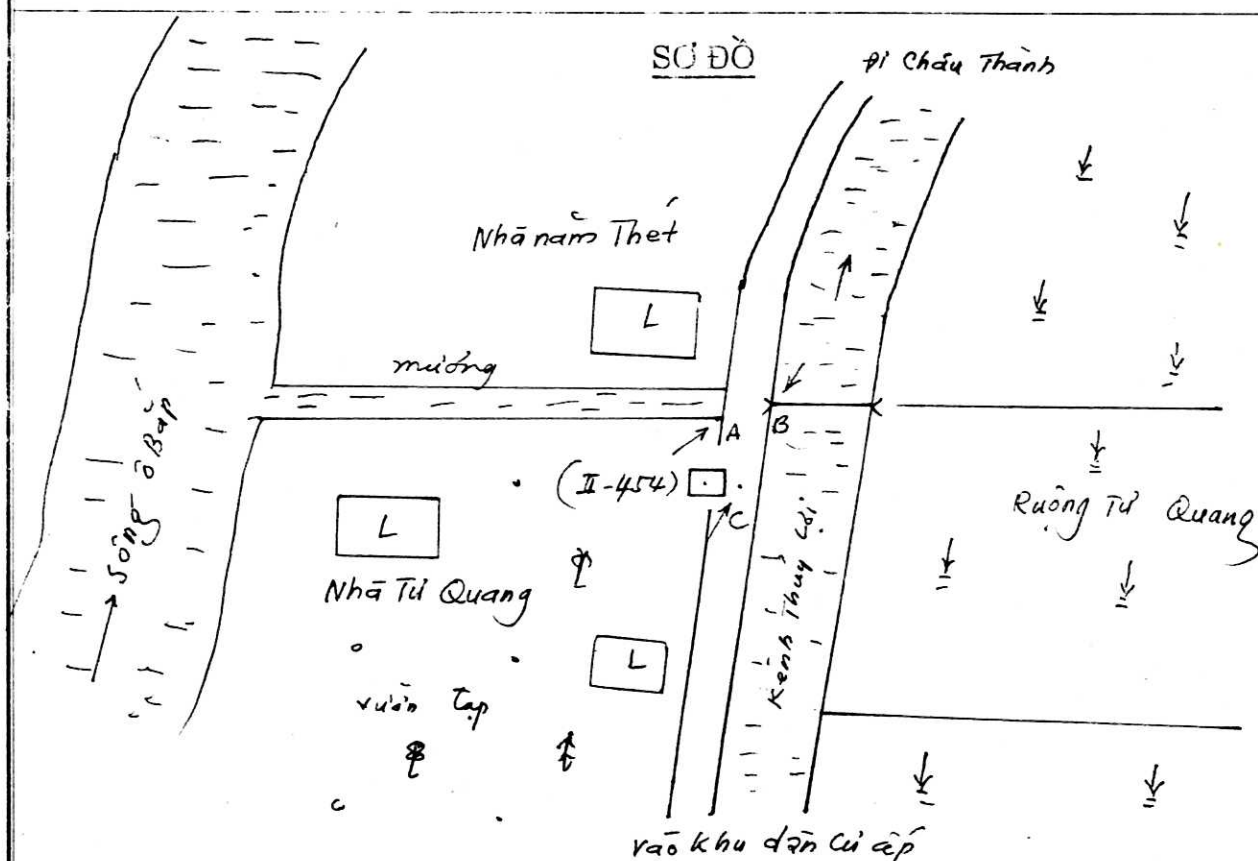 SƠ ĐỒ
Đi Châu Thành
Nhà năm Thét
L
mương
A
B
(II-454)
C
Sông Ô Bắp
L
Nhà Tư Quang
Ruộng Tư Quang
Kênh Thuỷ Lợi
L
vườn tạp
vào khu dân cư ấp